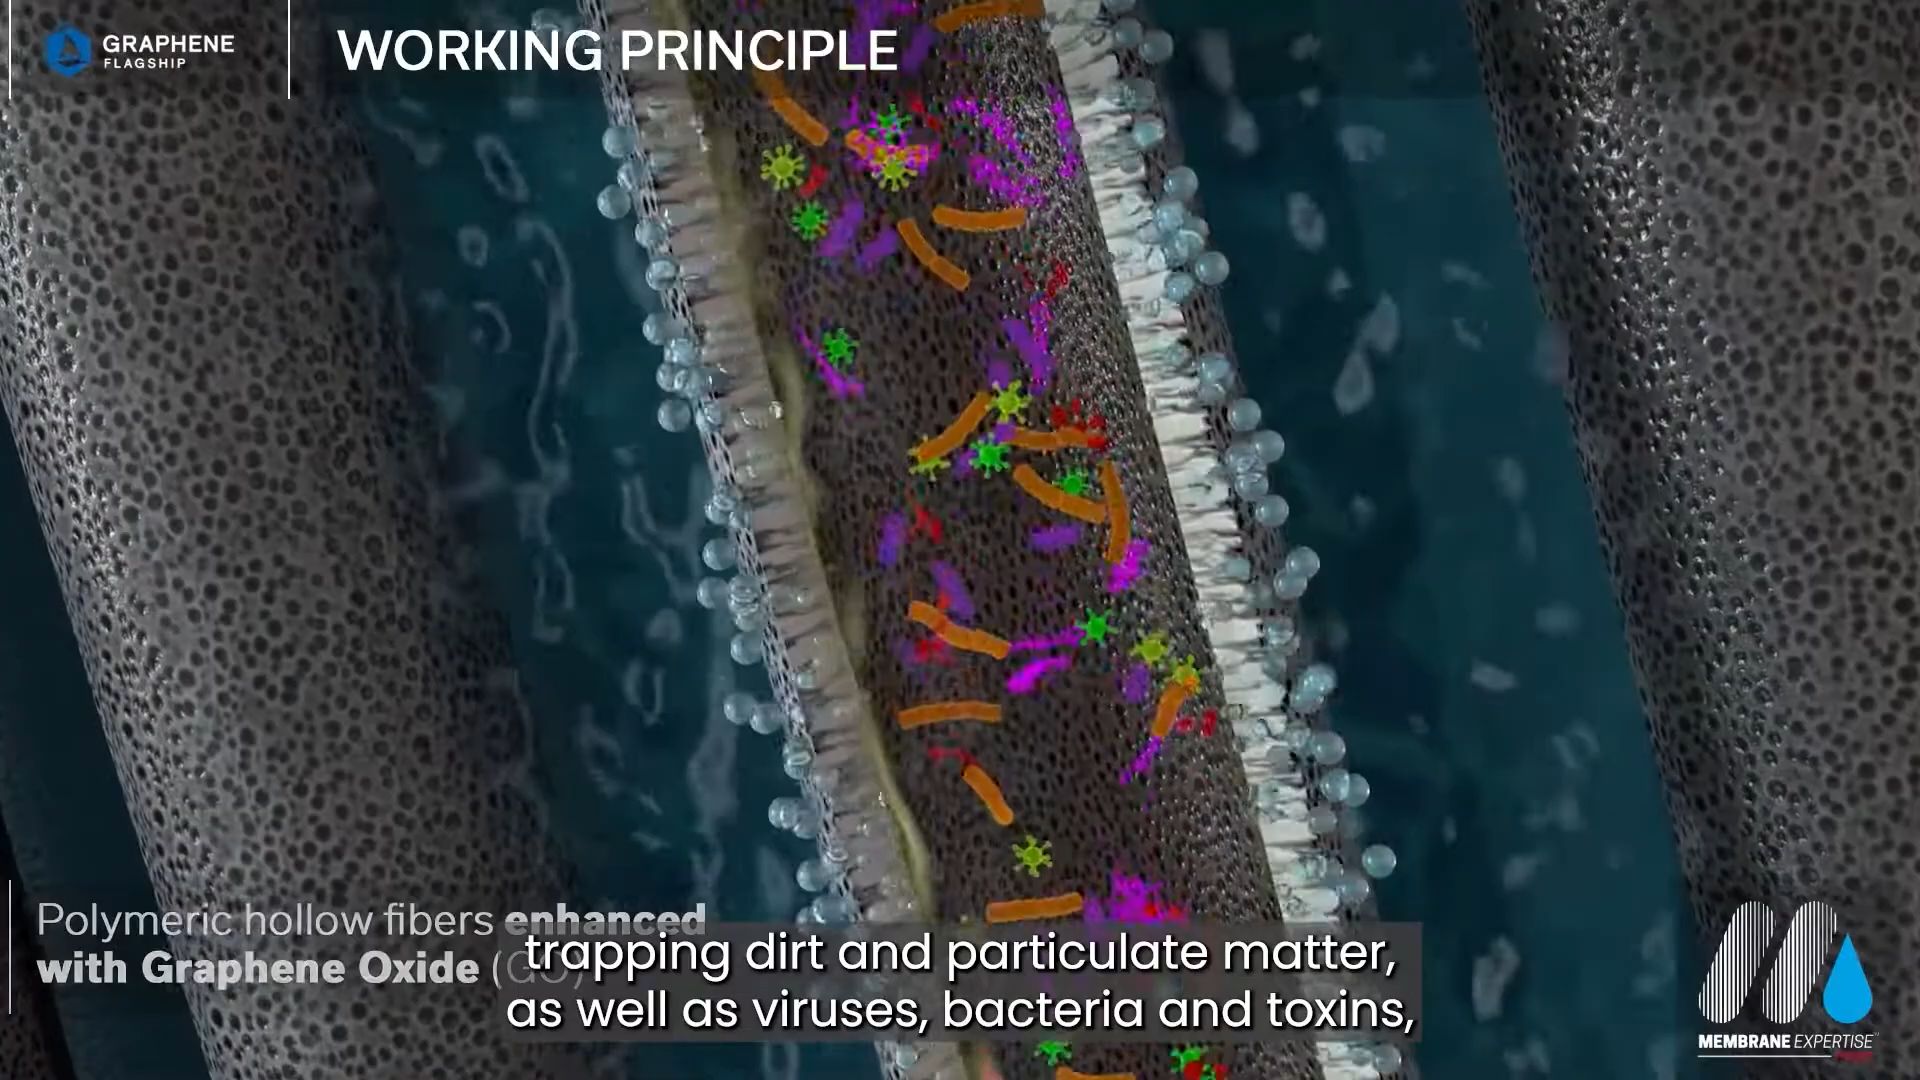 GRAPHENE
FLAGSHIP
WORKING PRINCIPLE
Polymeric hollow fibers enhanced
with Graphene Oxide (GO)
trapping dirt and particulate matter,
as well as viruses, bacteria and toxins,
MEMBRANE EXPERTISE